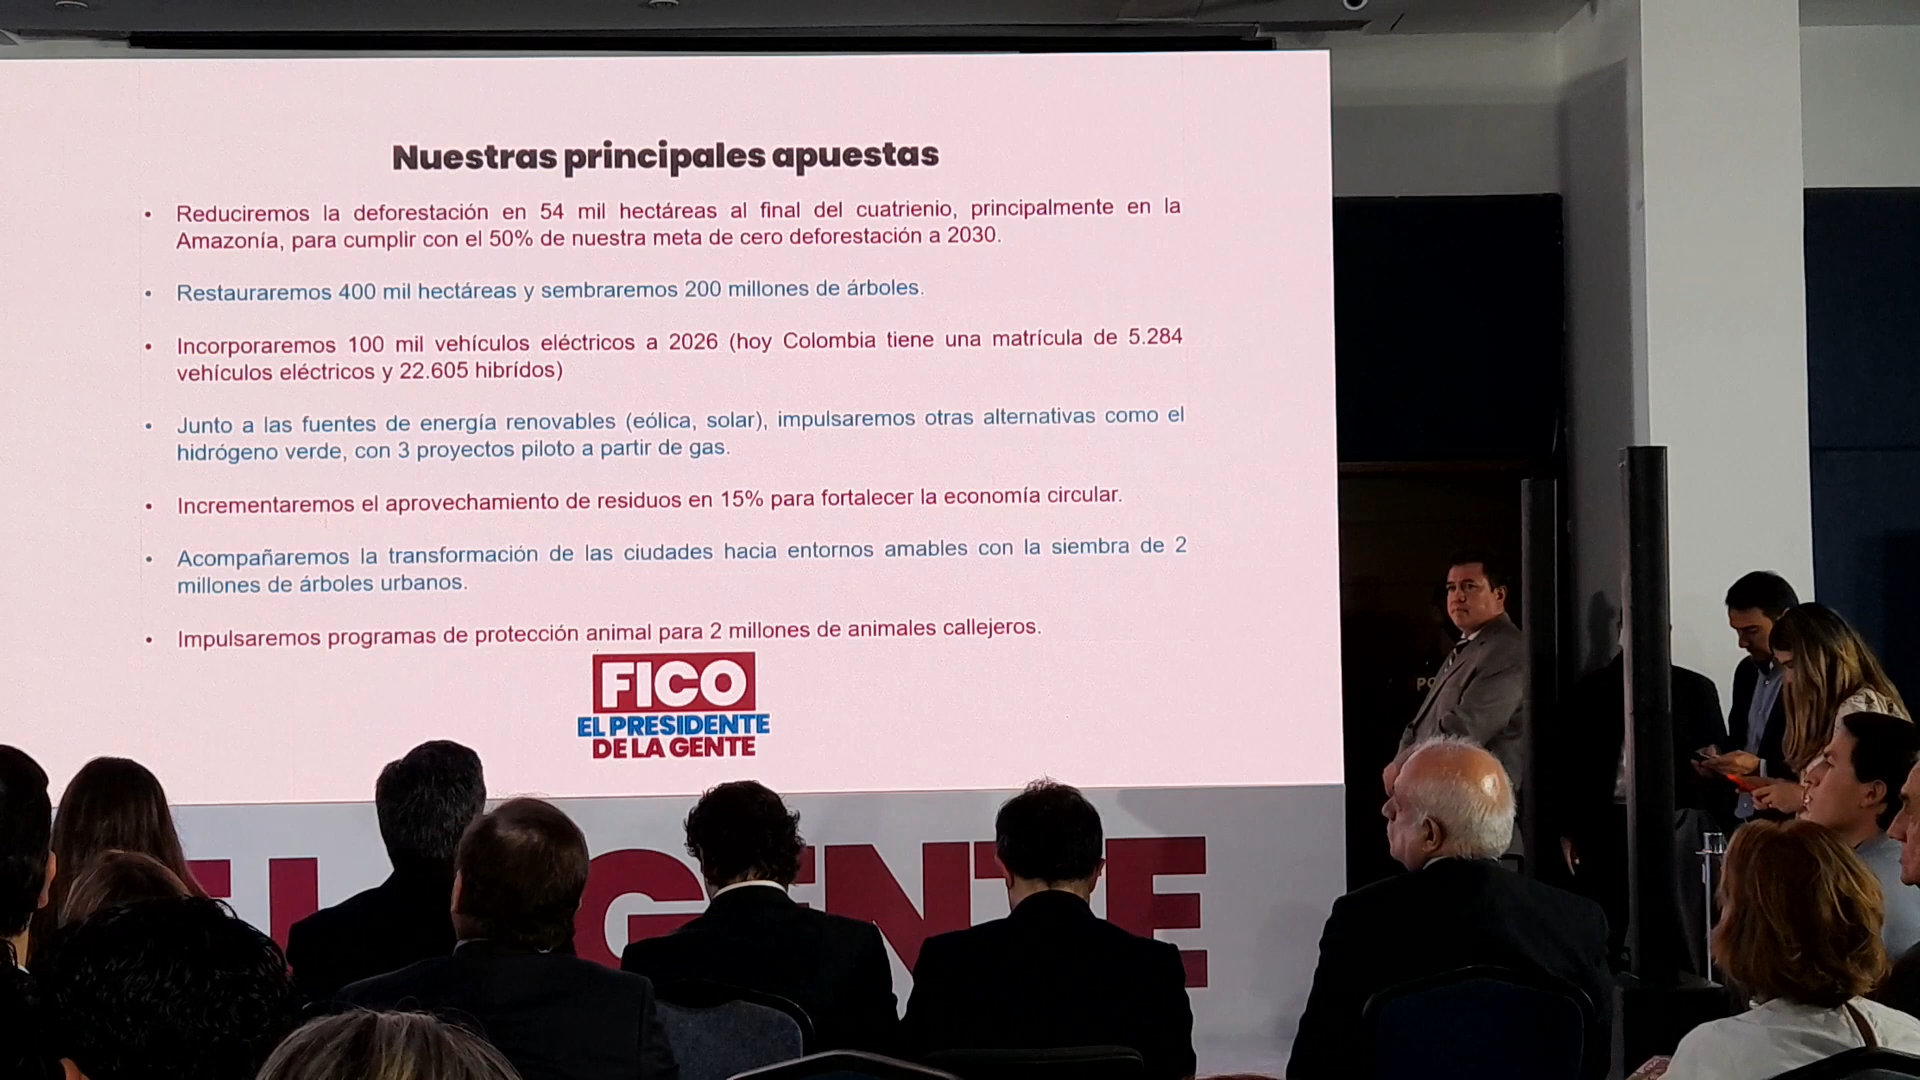 Nuestras principales apuestas
• Reduciremos la deforestación en 54 mil hectáreas al final del cuatrienio, principalmente en la
Amazonía, para cumplir con el 50% de nuestra meta de cero deforestación a 2030.
• Restauraremos 400 mil hectáreas y sembraremos 200 millones de árboles.
• Incorporaremos 100 mil vehículos eléctricos a 2026 (hoy Colombia tiene una matrícula de 5.284
vehículos eléctricos y 22.605 hibrídos)
• Junto a las fuentes de energía renovables (eólica, solar), impulsaremos otras alternativas como el
hidrógeno verde, con 3 proyectos piloto a partir de gas.
• Incrementaremos el aprovechamiento de residuos en 15% para fortalecer la economía circular.
• Acompañaremos la transformación de las ciudades hacia entornos amables con la siembra de 2
millones de árboles urbanos.
• Impulsaremos programas de protección animal para 2 millones de animales callejeros.
FICO
EL PRESIDENTE
DE LA GENTE
GENTE